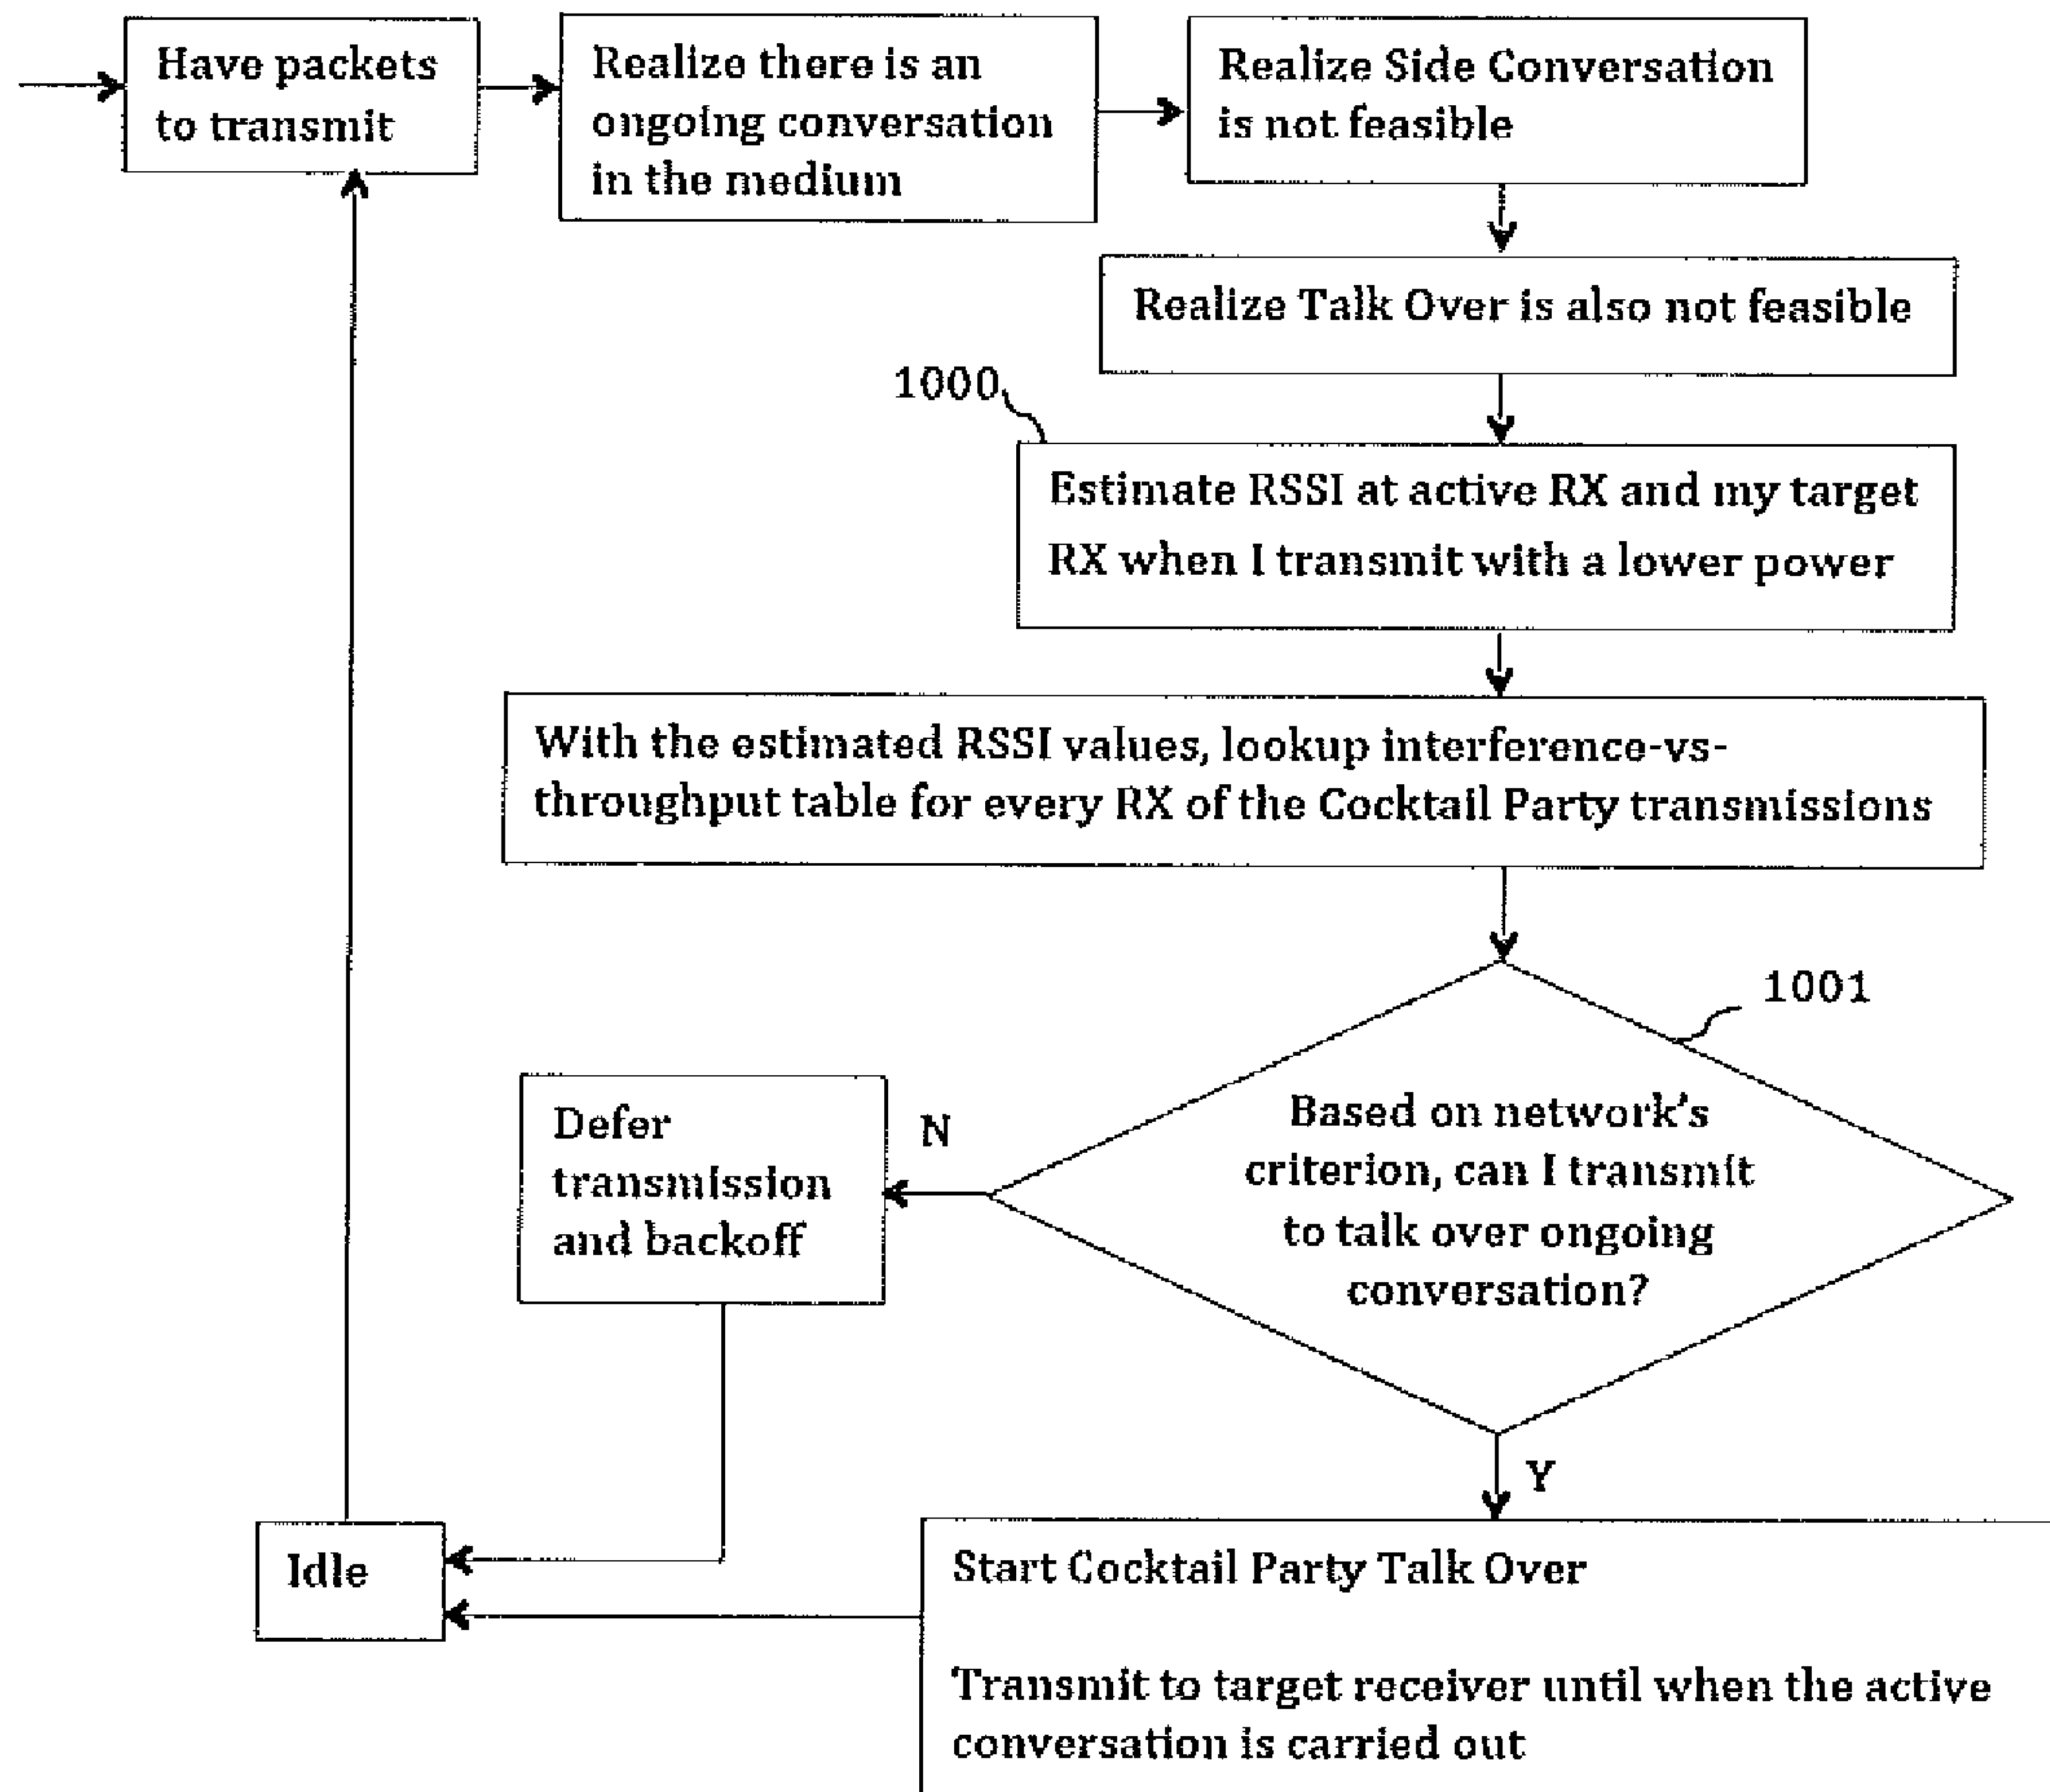 Have packets
to transmit
Realize there is an
ongoing conversation
in the medium
Realize Side Conversation
is not feasible
Realize Talk Over is also not feasible
1000
Estimate RSSI at active RX and my target
RX when I transmit with a lower power
With the estimated RSSI values, lookup interference-vs-
throughput table for every RX of the Cocktail Party transmissions
1001
Based on network's
criterion, can I transmit
to talk over ongoing
conversation?
N
Defer
transmission
and backoff
Y
Idle
Start Cocktail Party Talk Over
Transmit to target receiver until when the active
conversation is carried out